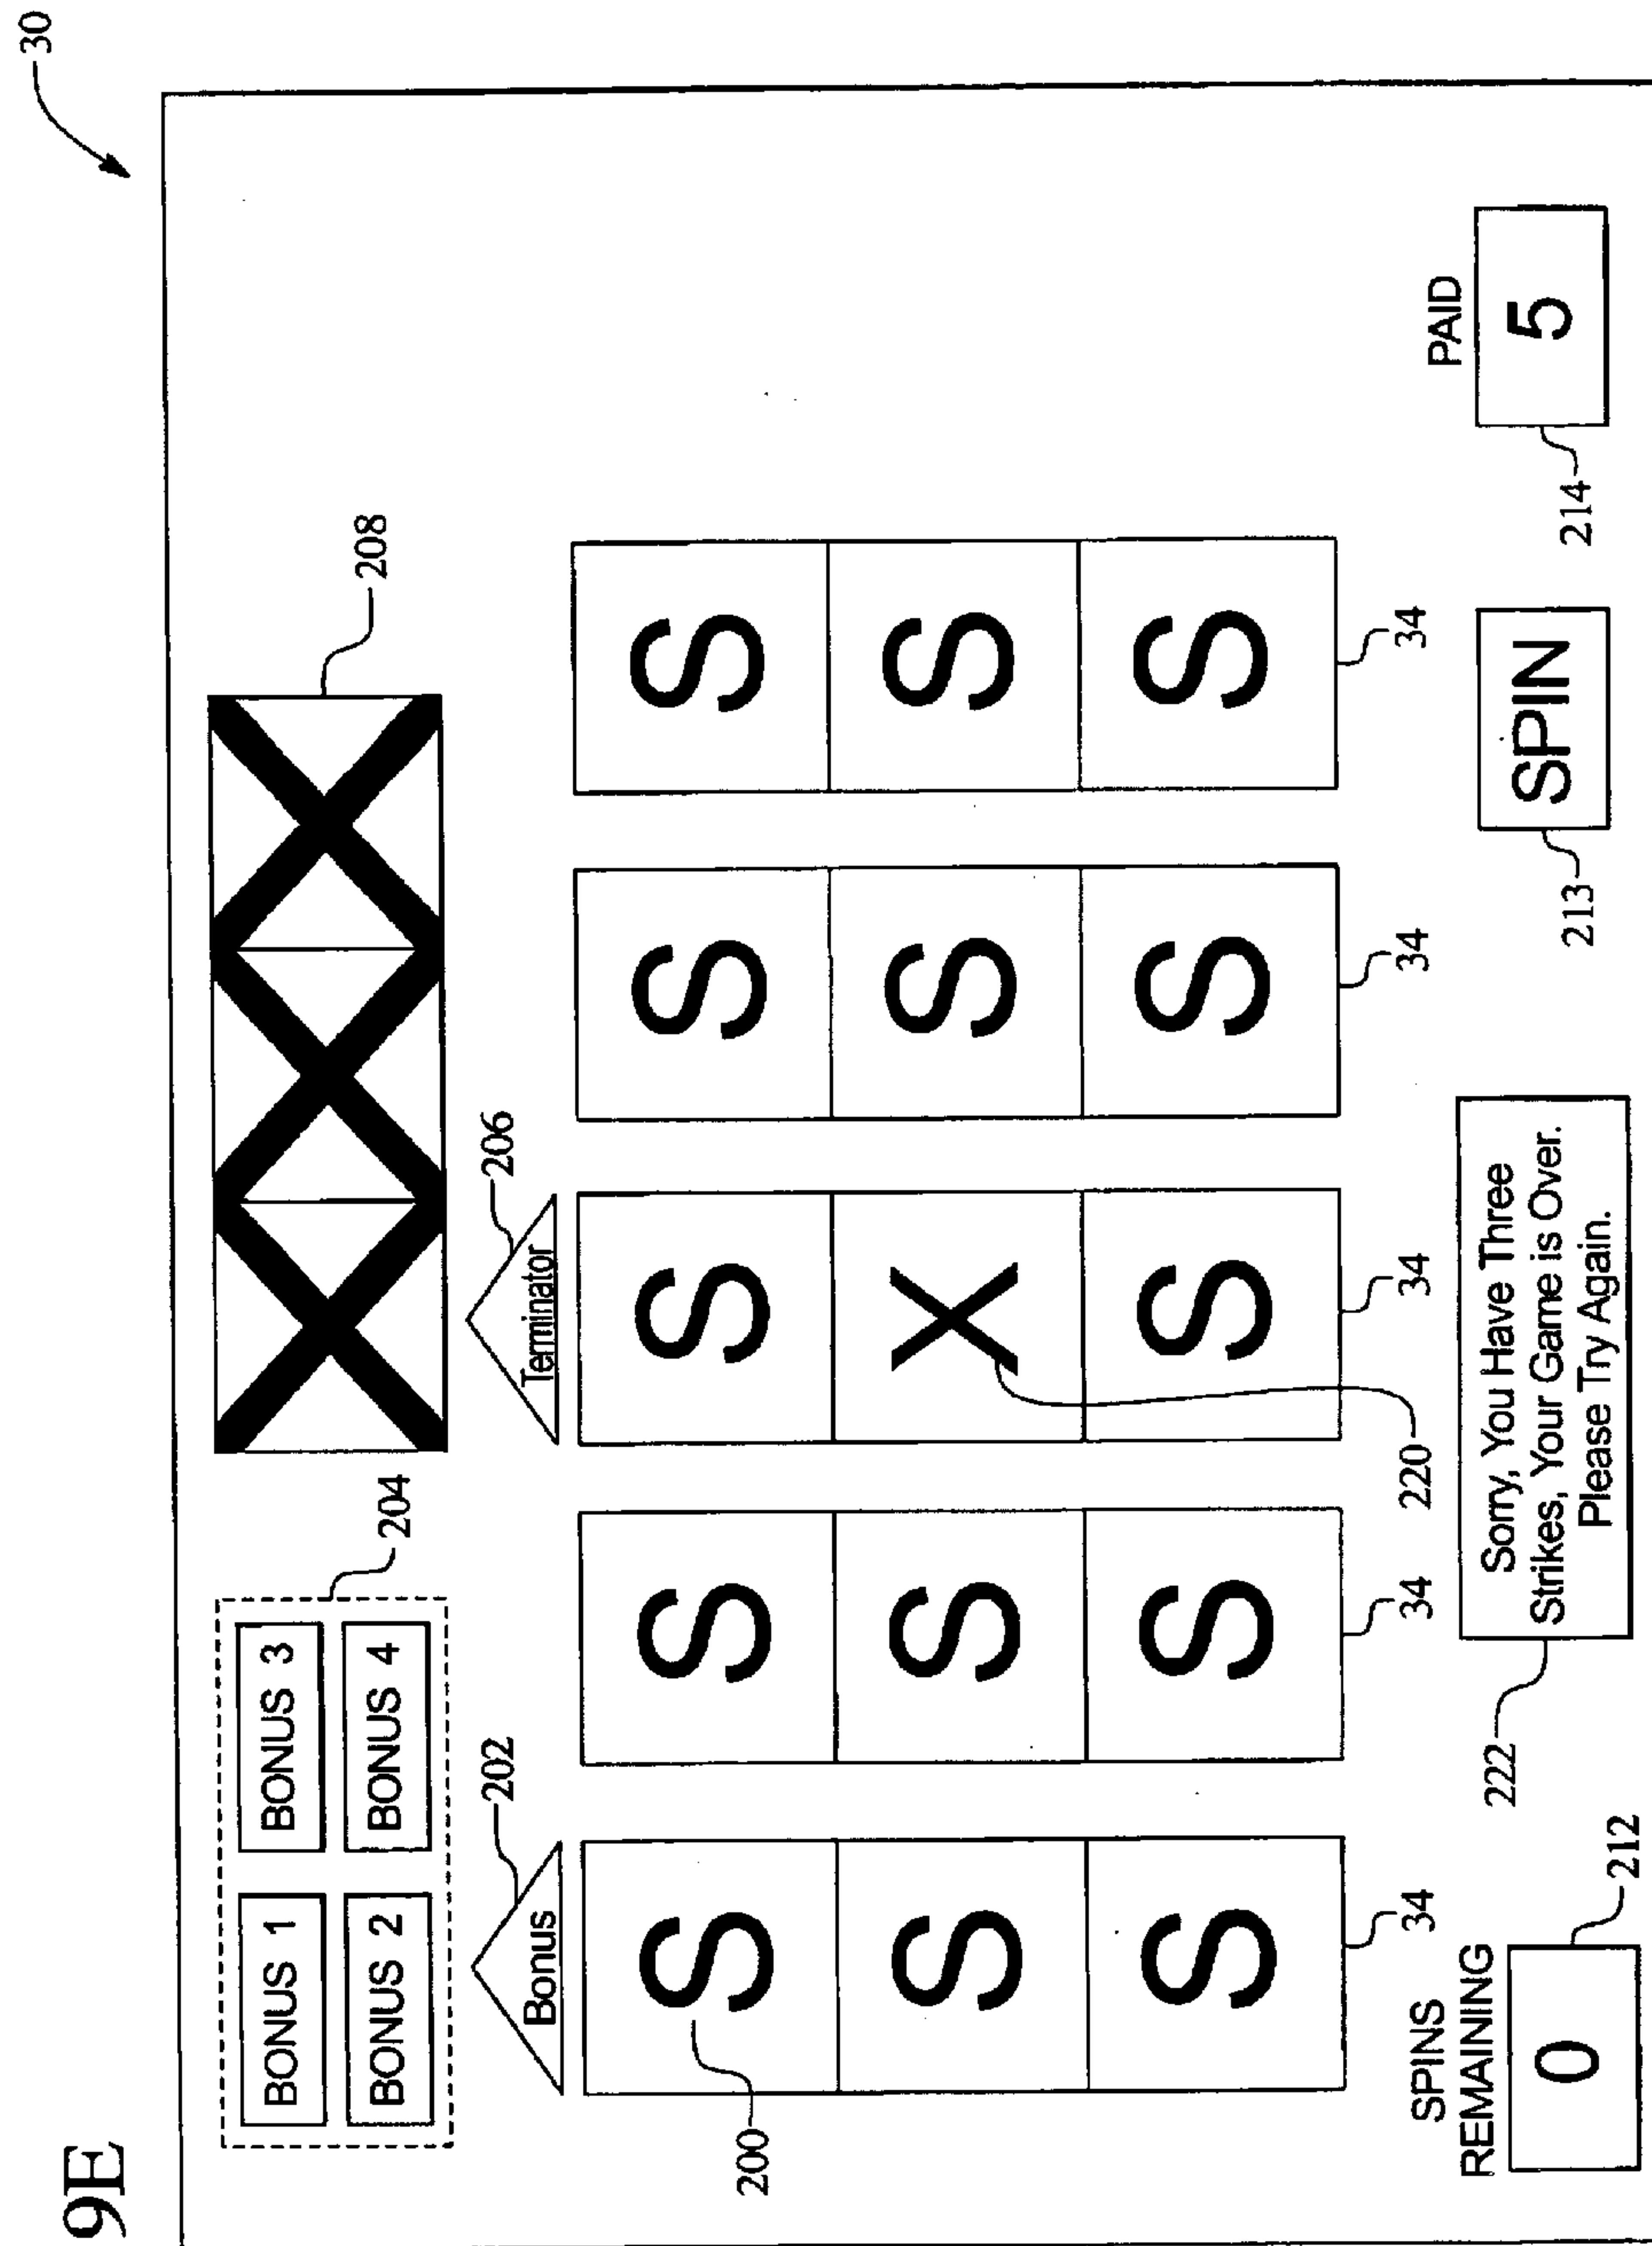 9E
30
BONUS 1 BONUS 3
BONUS 2 BONUS 4
204
208
Bonus
202
Terminator
206
S S S S S
200
S S X S S
S S S S S
34 34 220 34 34 34
SPINS
REMAINING
0
212
222
Sorry, You Have Three
Strikes, Your Game is Over.
Please Try Again.
SPIN
213
PAID
5
214